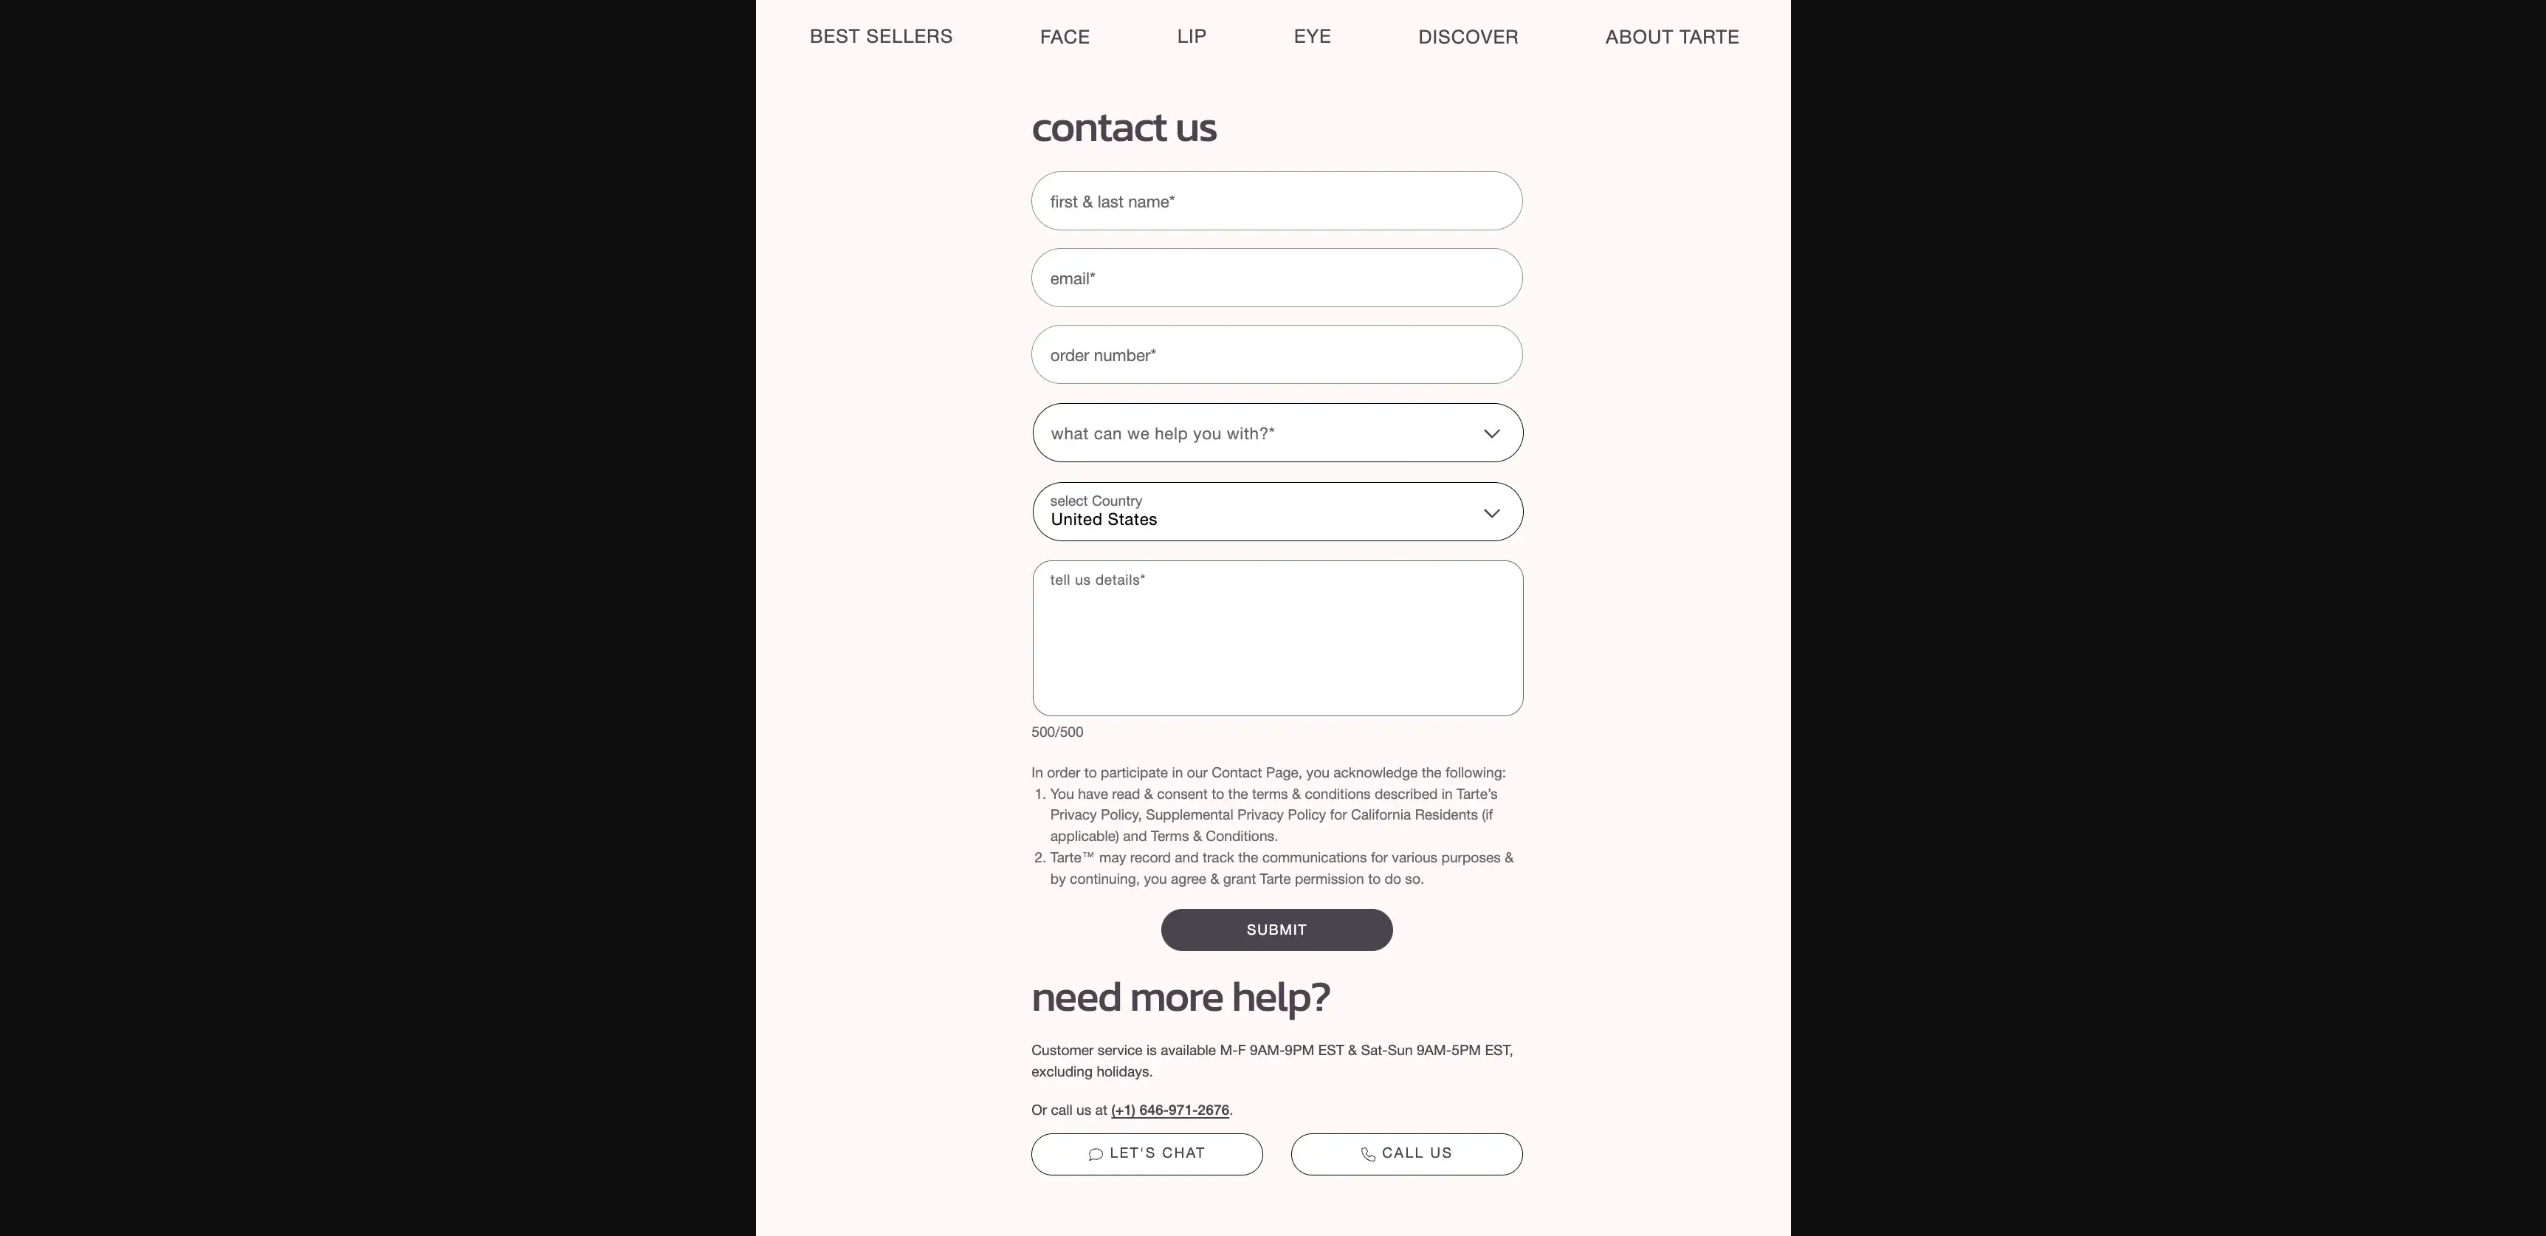 BEST SELLERS FACE LIP EYE DISCOVER ABOUT TARTE
contact us
first & last name*
email*
order number*
what can we help you with?*
select Country
United States
tell us details*
500/500
In order to participate in our Contact Page, you acknowledge the following:
1. You have read & consent to the terms & conditions described in Tarte's
Privacy Policy, Supplemental Privacy Policy for California Residents (if
applicable) and Terms & Conditions.
2. Tarte™ may record and track the communications for various purposes &
by continuing, you agree & grant Tarte permission to do so.
SUBMIT
need more help?
Customer service is available M-F 9AM-9PM EST & Sat-Sun 9AM-5PM EST,
excluding holidays.
Or call us at (+1) 646-971-2676.
LET'S CHAT CALL US